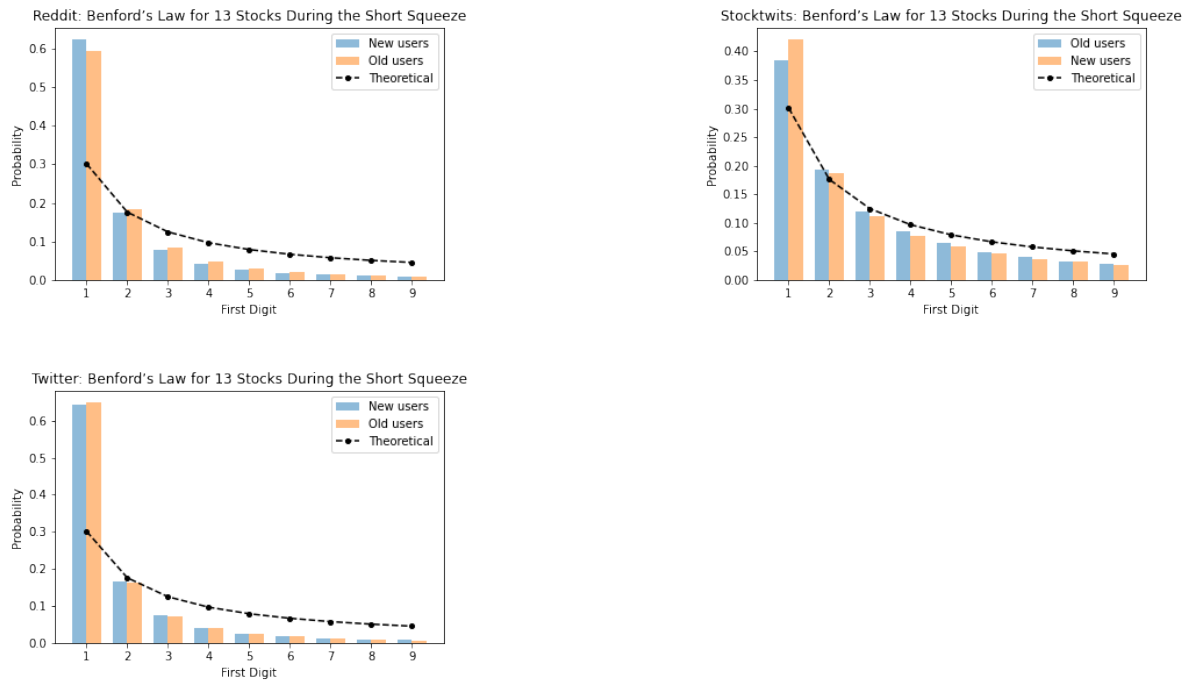 Reddit: Benford’s Law for 13 Stocks During the Short Squeeze
New users
Old users
Theoretical
Probability
0.6
0.5
0.4
0.3
0.2
0.1
0.0
1 2 3 4 5 6 7 8 9
First Digit
Stocktwits: Benford’s Law for 13 Stocks During the Short Squeeze
Old users
New users
Theoretical
Probability
0.40
0.35
0.30
0.25
0.20
0.15
0.10
0.05
0.00
1 2 3 4 5 6 7 8 9
First Digit
Twitter: Benford’s Law for 13 Stocks During the Short Squeeze
New users
Old users
Theoretical
Probability
0.6
0.5
0.4
0.3
0.2
0.1
0.0
1 2 3 4 5 6 7 8 9
First Digit